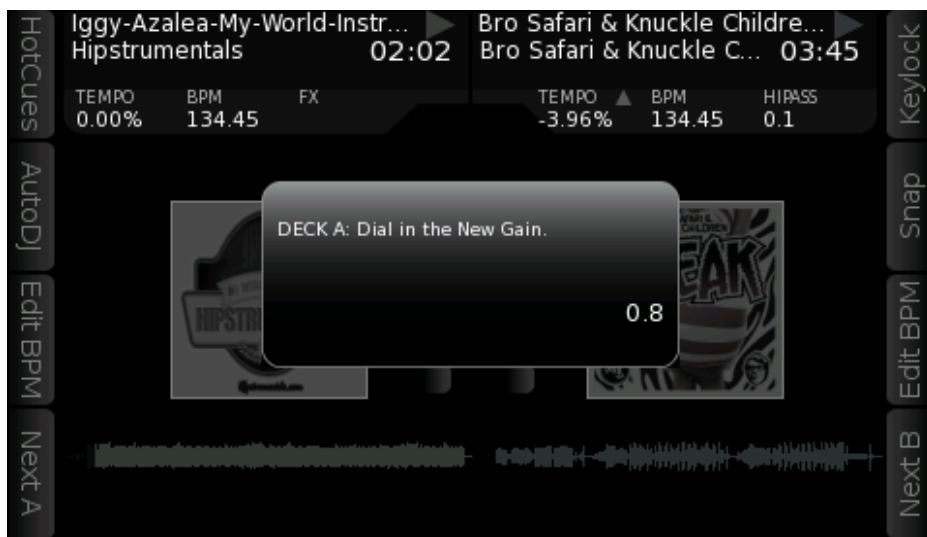 Iggy-Azalea-My-World-Instr...
Hipstrumentals 02:02
TEMPO BPM FX
0.00% 134.45
Bro Safari & Knuckle Childre...
Bro Safari & Knuckle C... 03:45
TEMPO BPM HIPASS
-3.96% 134.45 0.1
HotCues
AutoDJ
Edit BPM
Next A
Keylock
Snap
Edit BPM
Next B
DECK A: Dial in the New Gain.
0.8
HIPSTR
EAK